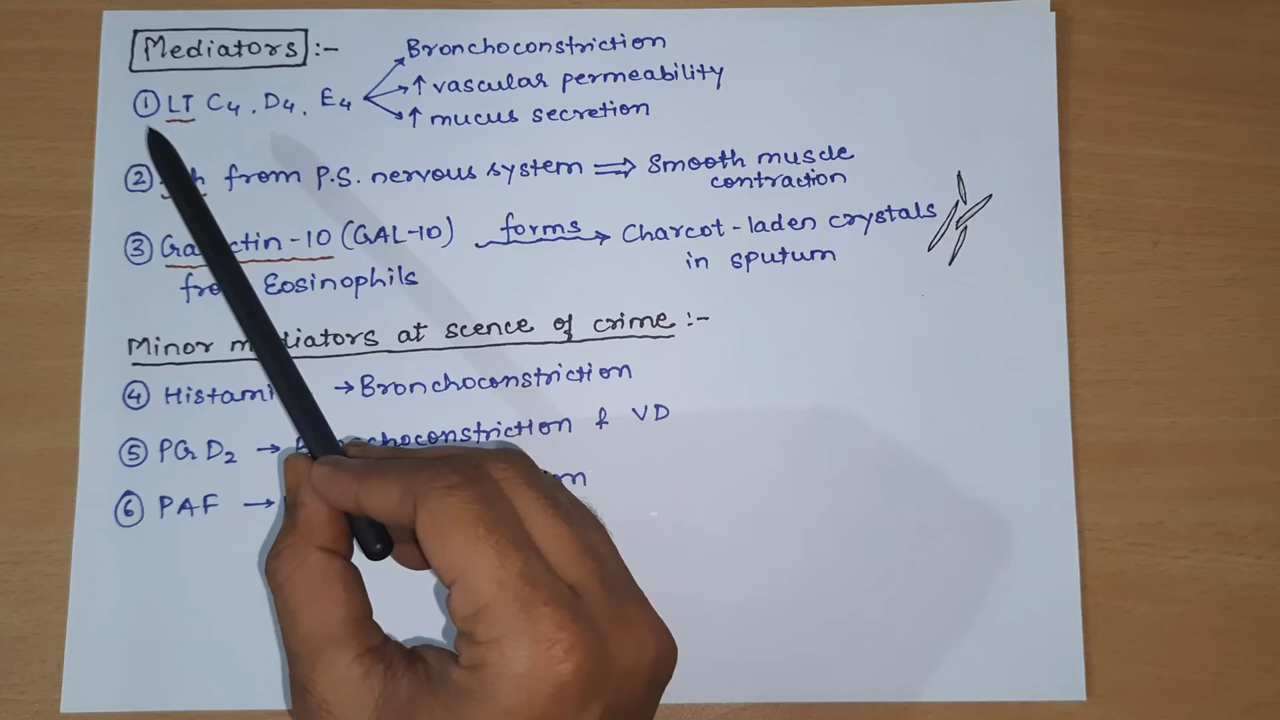 Mediators :-
① LT C4, D4, E4
Bronchoconstriction
↑ vascular permeability
↑ mucus secretion
② from P.S. nervous system ⇒ Smooth muscle
contraction
③ -10 (GAL-10) forms → Charcot-laden crystals
in sputum
Eosinophils
Minor at scence of crime :-
④ → Bronchoconstriction
⑤ PG D2 → & VD
⑥ PAF →